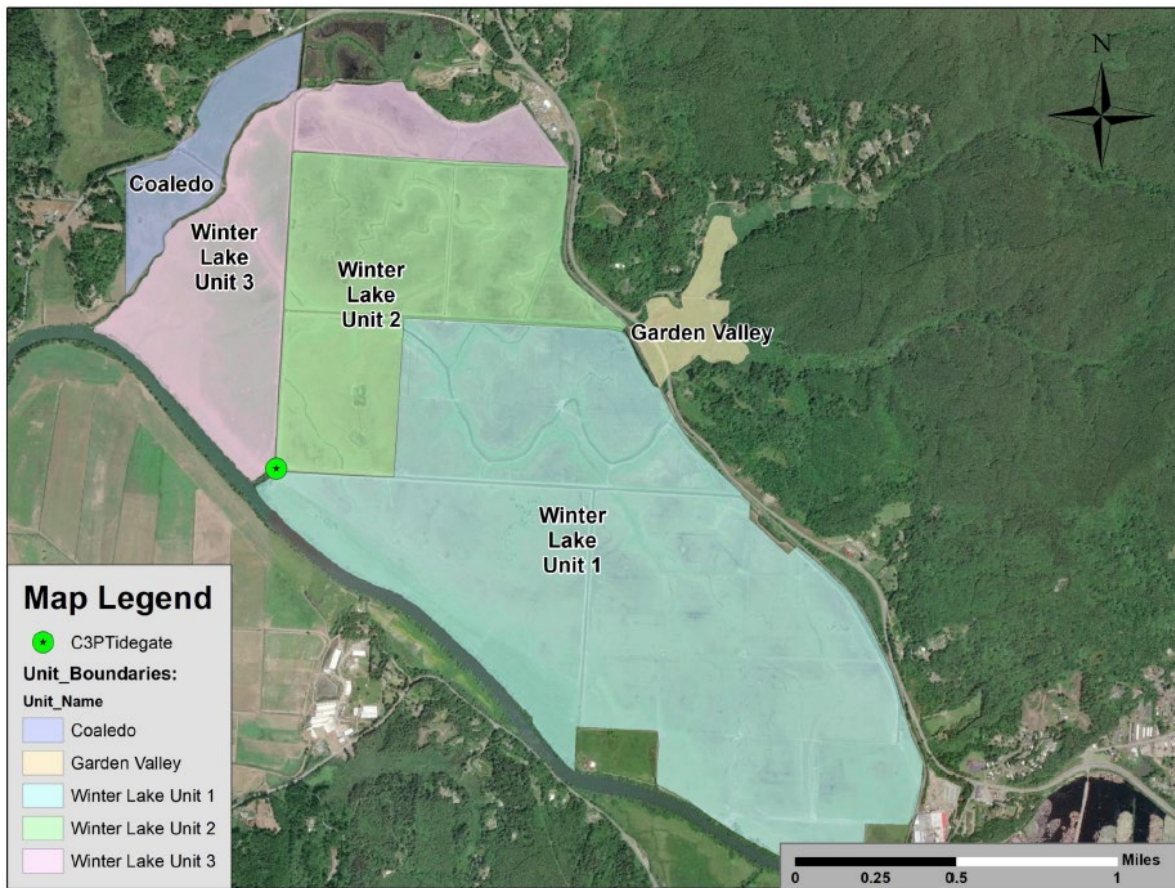 N
Coaledo
Winter
Lake
Unit 3
Winter
Lake
Unit 2
Garden Valley
Winter
Lake
Unit 1
Map Legend
C3PTidegate
Unit_Boundaries:
Unit_Name
Coaledo
Garden Valley
Winter Lake Unit 1
Winter Lake Unit 2
Winter Lake Unit 3
Miles
0 0.25 0.5 1